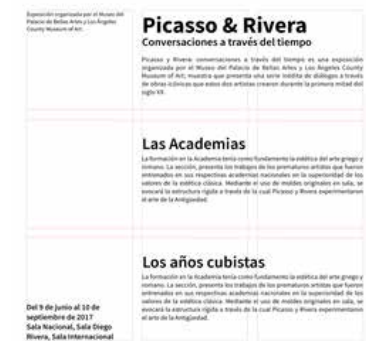 Exposición organizada por el Museo del
Palacio de Bellas Artes y Los Ángeles
County Museum of Art.
Picasso & Rivera
Conversaciones a través del tiempo
Picasso y Rivera: conversaciones a través del tiempo es una exposición
organizada por el Museo del Palacio de Bellas Artes y Los Ángeles County
Museum of Art; muestra que presenta una serie inédita de diálogos a través
de obras icónicas que estos dos artistas crearon durante la primera mitad del
siglo XX.
Las Academias
La formación en la Academia tenía como fundamento la estética del arte griego y
romano. La sección, presenta los trabajos de los prematuros artistas que fueron
entrenados en sus respectivas academias nacionales en la superioridad de los
valores de la estética clásica. Mediante el uso de moldes originales en sala, se
evocará la estructura rígida a través de la cual Picasso y Rivera experimentaron
el arte de la Antigüedad.
Los años cubistas
La formación en la Academia tenía como fundamento la estética del arte griego y
romano. La sección, presenta los trabajos de los prematuros artistas que fueron
entrenados en sus respectivas academias nacionales en la superioridad de los
valores de la estética clásica. Mediante el uso de moldes originales en sala, se
evocará la estructura rígida a través de la cual Picasso y Rivera experimentaron
el arte de la Antigüedad.
Del 9 de junio al 10 de
septiembre de 2017
Sala Nacional, Sala Diego
Rivera, Sala Internacional